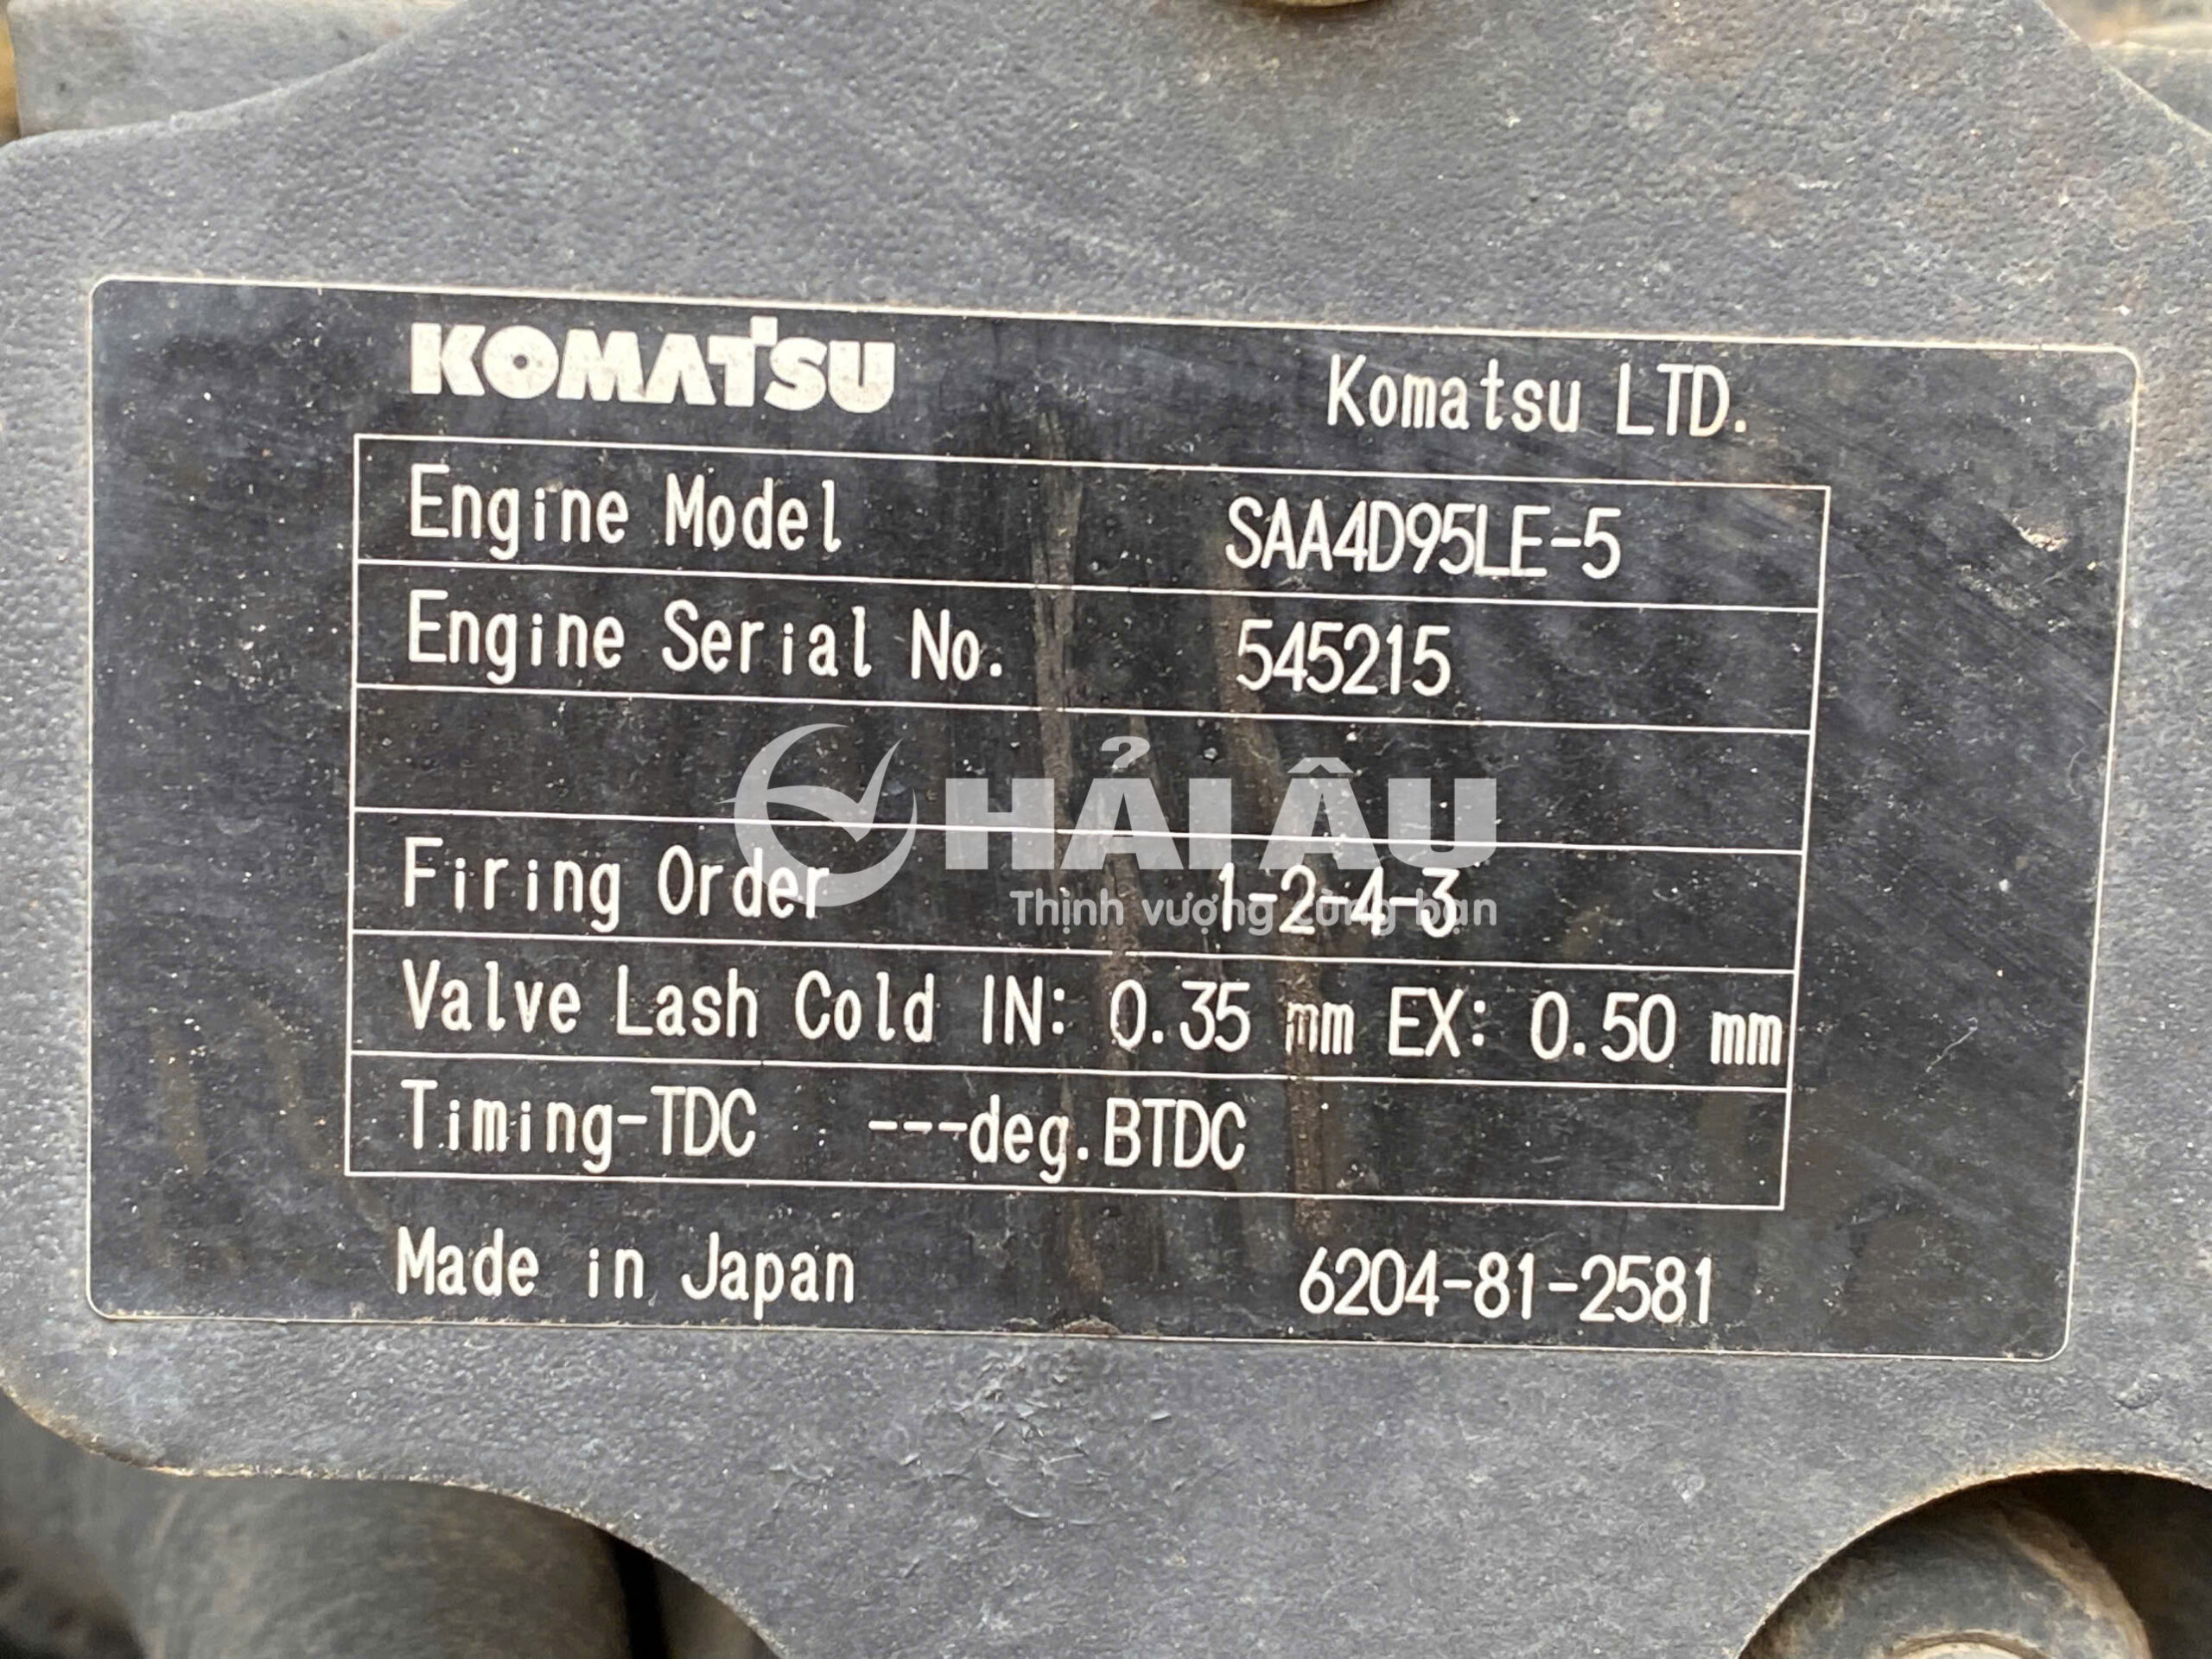 KOMATSU Komatsu LTD.
Engine Model SAA4D95LE-5
Engine Serial No. 545215
HẢI ÂU
Firing Order 1-2-4-3
Thịnh vượng cùng bạn
Valve Lash Cold IN: 0.35 mm EX: 0.50 mm
Timing-TDC ---deg.BTDC
Made in Japan 6204-81-2581